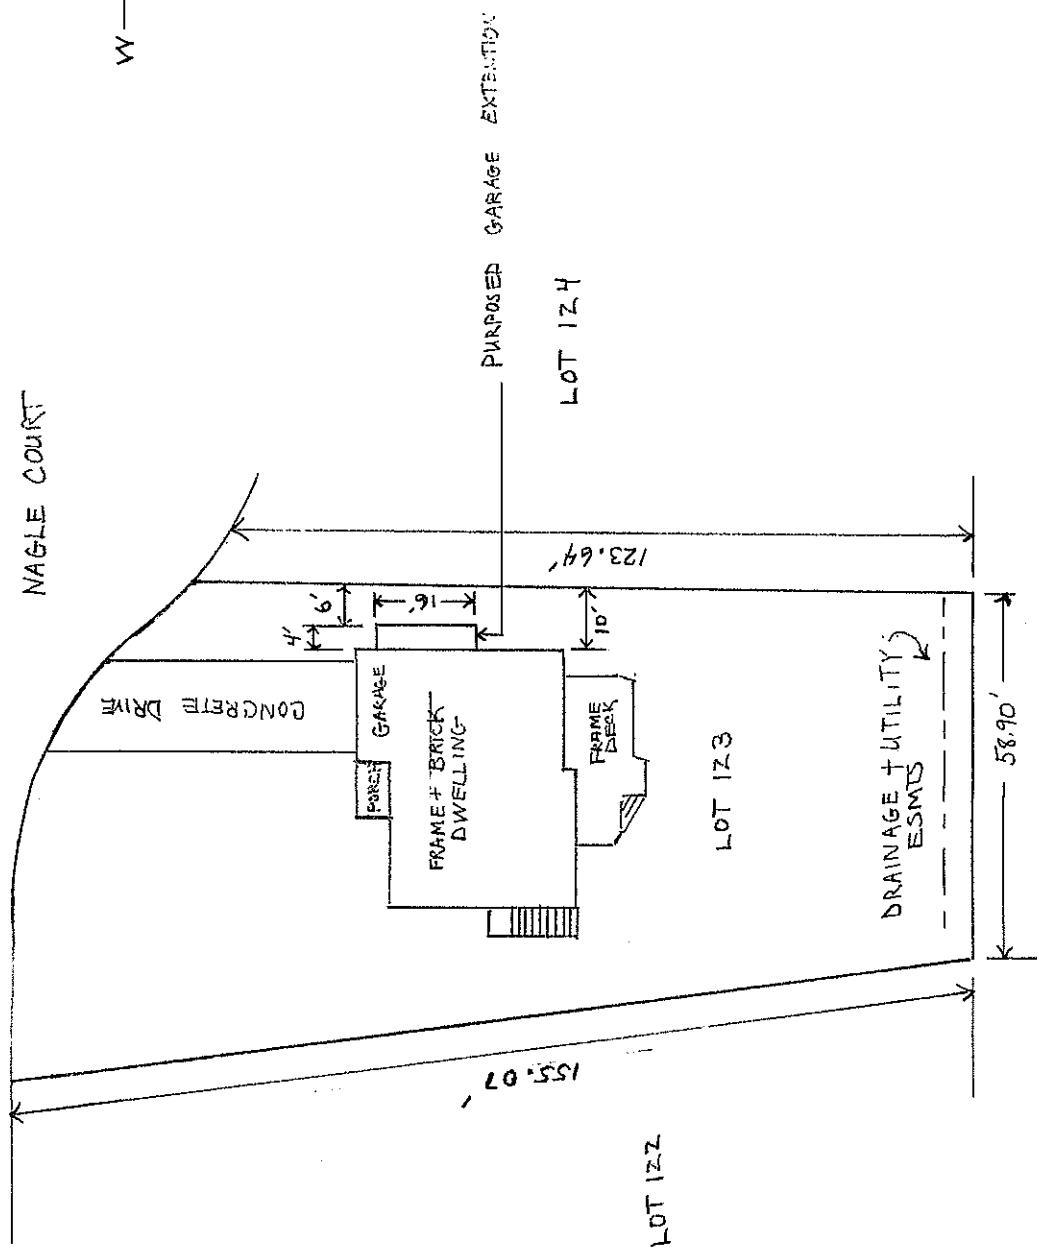 W
NAGLE COURT
PURPOSED GARAGE EXTENTION
LOT 124
123.64'
6'
4'
16'
10'
CONCRETE DRIVE
GARAGE
PORCH
FRAME + BRICK
DWELLING
FRAME
DECK
LOT 123
DRAINAGE + UTILITY
ESMTS
58.90'
155.07'
LOT 122